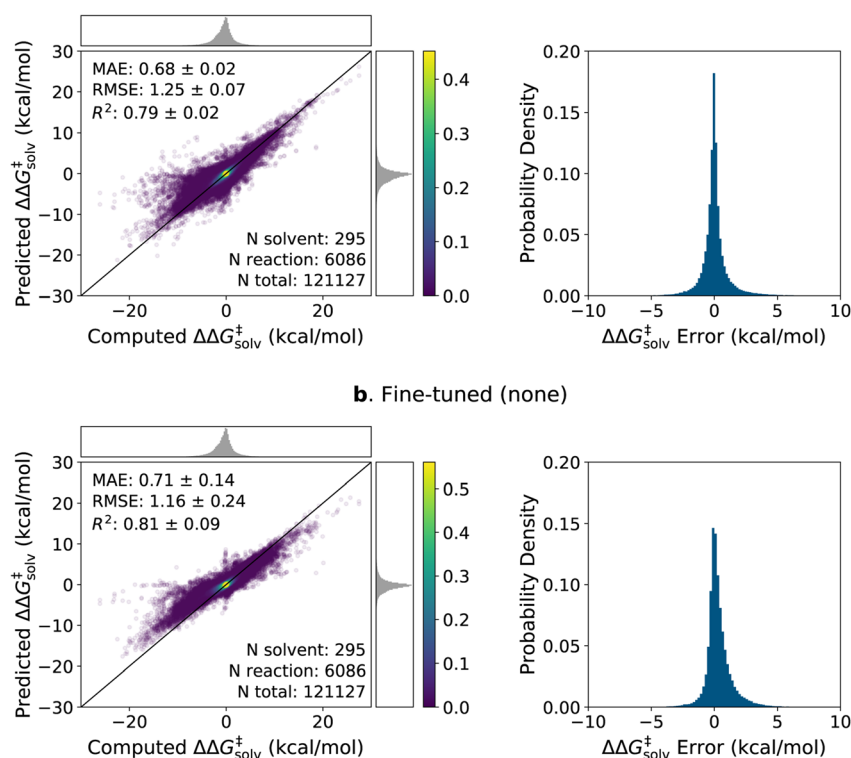 MAE: 0.68 ± 0.02
RMSE: 1.25 ± 0.07
R²: 0.79 ± 0.02
N solvent: 295
N reaction: 6086
N total: 121127
30
20
10
0
−10
−20
−30
−20
0
20
Predicted ΔΔG‡solv (kcal/mol)
Computed ΔΔG‡solv (kcal/mol)
0.4
0.3
0.2
0.1
0.0
0.20
0.15
0.10
0.05
0.00
−10
−5
0
5
10
Probability Density
ΔΔG‡solv Error (kcal/mol)
b. Fine-tuned (none)
MAE: 0.71 ± 0.14
RMSE: 1.16 ± 0.24
R²: 0.81 ± 0.09
N solvent: 295
N reaction: 6086
N total: 121127
30
20
10
0
−10
−20
−30
−20
0
20
Predicted ΔΔG‡solv (kcal/mol)
Computed ΔΔG‡solv (kcal/mol)
0.5
0.4
0.3
0.2
0.1
0.0
0.20
0.15
0.10
0.05
0.00
−10
−5
0
5
10
Probability Density
ΔΔG‡solv Error (kcal/mol)